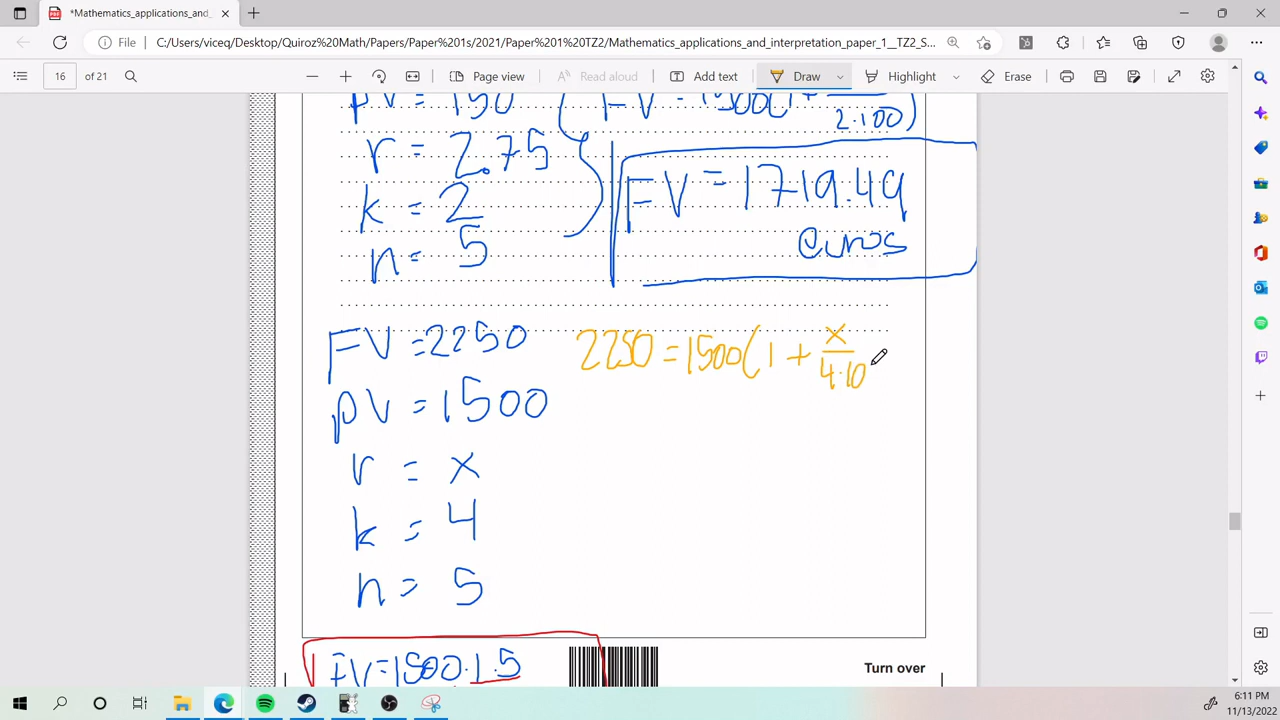 *Mathematics_applications_and_
File
C:/Users/viceq/Desktop/Quiroz%20Math/Papers/Paper%201s/2021/Paper%201%20TZ2/Mathematics_applications_and_interpretation_paper_1__TZ2_S...
16 of 21
Page view
Read aloud
Add text
Draw
Highlight
Erase
2.100)
r = 2.75
k = 2
n = 5
FV = 1719.49
euros
FV = 2250
2250 = 1500(1 + x
4.10
PV = 1500
r = x
k = 4
n = 5
FV = 1500.1.5
Turn over
6:11 PM
11/13/2022